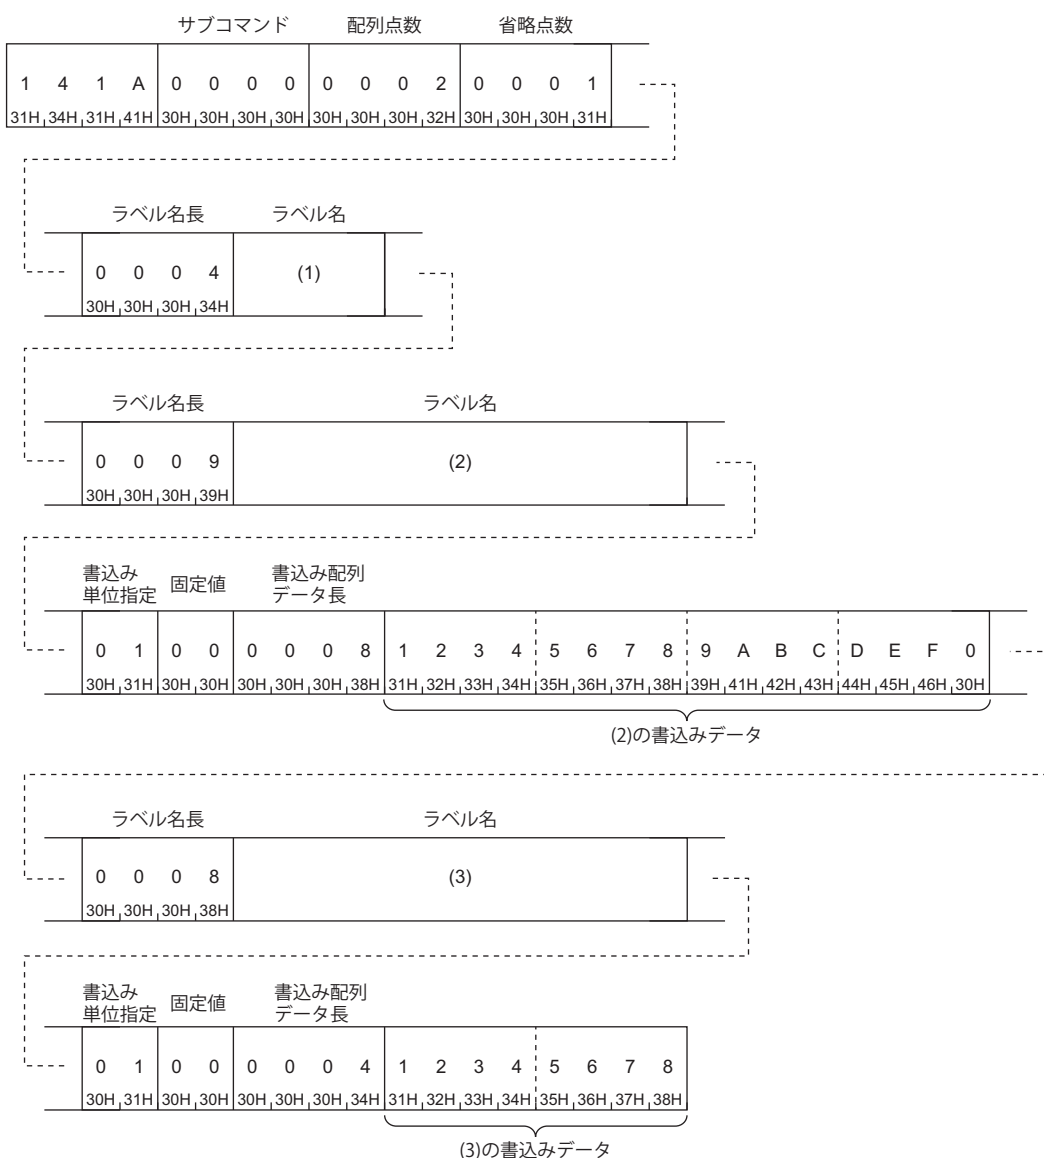 サブコマンド 配列点数 省略点数
1 4 1 A 0 0 0 0 0 0 0 2 0 0 0 1
31H 34H 31H 41H 30H 30H 30H 30H 30H 30H 30H 32H 30H 30H 30H 31H
ラベル名長 ラベル名
0 0 0 4 (1)
30H 30H 30H 34H
ラベル名長 ラベル名
0 0 0 9 (2)
30H 30H 30H 39H
書込み 書込み配列
単位指定 固定値 データ長
0 1 0 0 0 0 0 8 1 2 3 4 5 6 7 8 9 A B C D E F 0
30H 31H 30H 30H 30H 30H 30H 38H 31H 32H 33H 34H 35H 36H 37H 38H 39H 41H 42H 43H 44H 45H 46H 30H
(2)の書込みデータ
ラベル名長 ラベル名
0 0 0 8 (3)
30H 30H 30H 38H
書込み 書込み配列
単位指定 固定値 データ長
0 1 0 0 0 0 0 4 1 2 3 4 5 6 7 8
30H 31H 30H 30H 30H 30H 30H 34H 31H 32H 33H 34H 35H 36H 37H 38H
(3)の書込みデータ